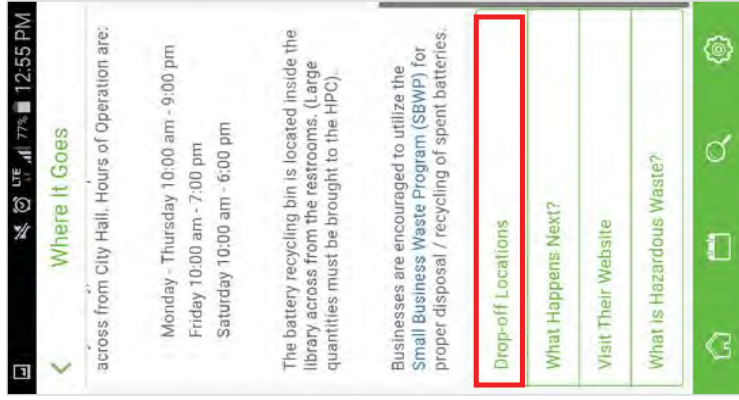 LTE 77% 12:55 PM
Where It Goes
across from City Hall. Hours of Operation are:
Monday - Thursday 10:00 am - 9:00 pm
Friday 10:00 am - 7:00 pm
Saturday 10:00 am - 6:00 pm
The battery recycling bin is located inside the
library across from the restrooms. (Large
quantities must be brought to the HPC).
Businesses are encouraged to utilize the
Small Business Waste Program (SBWP) for
proper disposal / recycling of spent batteries.
Drop-off Locations
What Happens Next?
Visit Their Website
What Is Hazardous Waste?